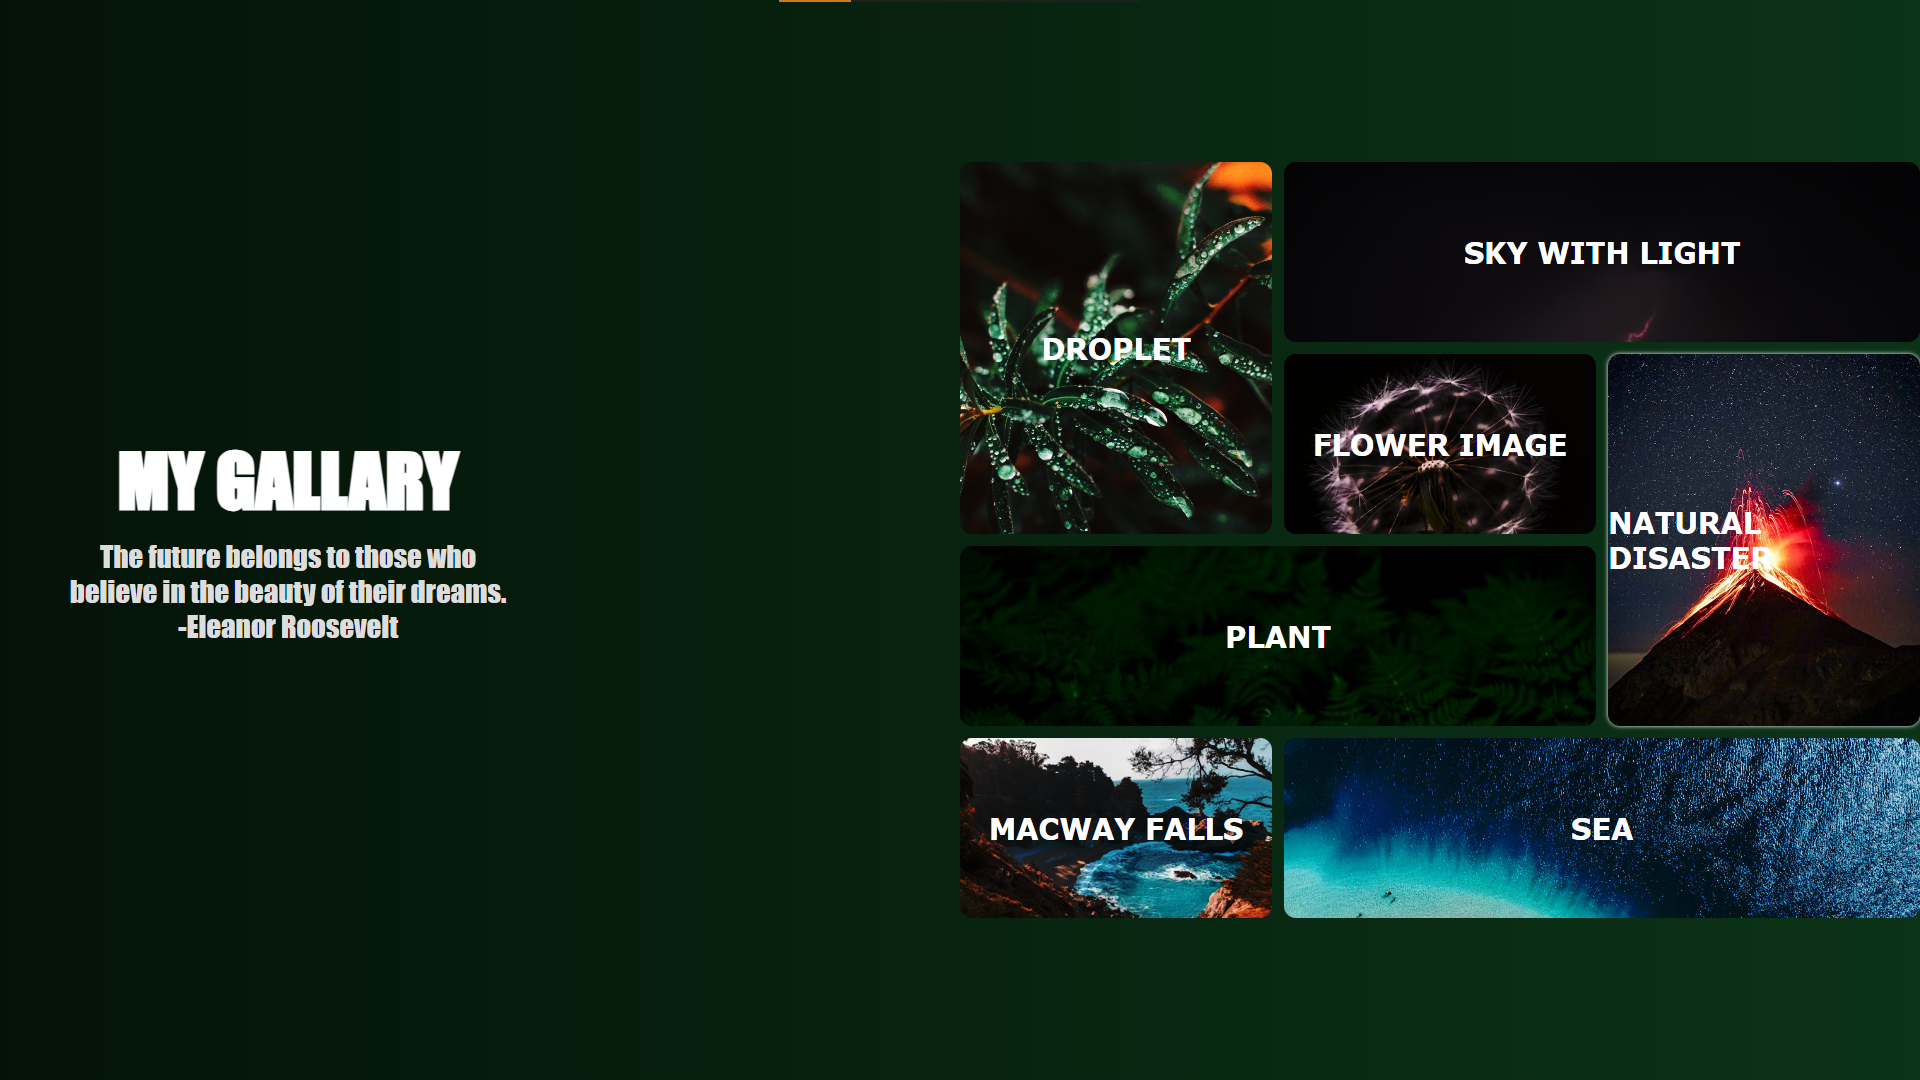 MY GALLARY
The future belongs to those who
believe in the beauty of their dreams.
-Eleanor Roosevelt
DROPLET
SKY WITH LIGHT
FLOWER IMAGE
NATURAL
DISASTER
PLANT
MACWAY FALLS
SEA